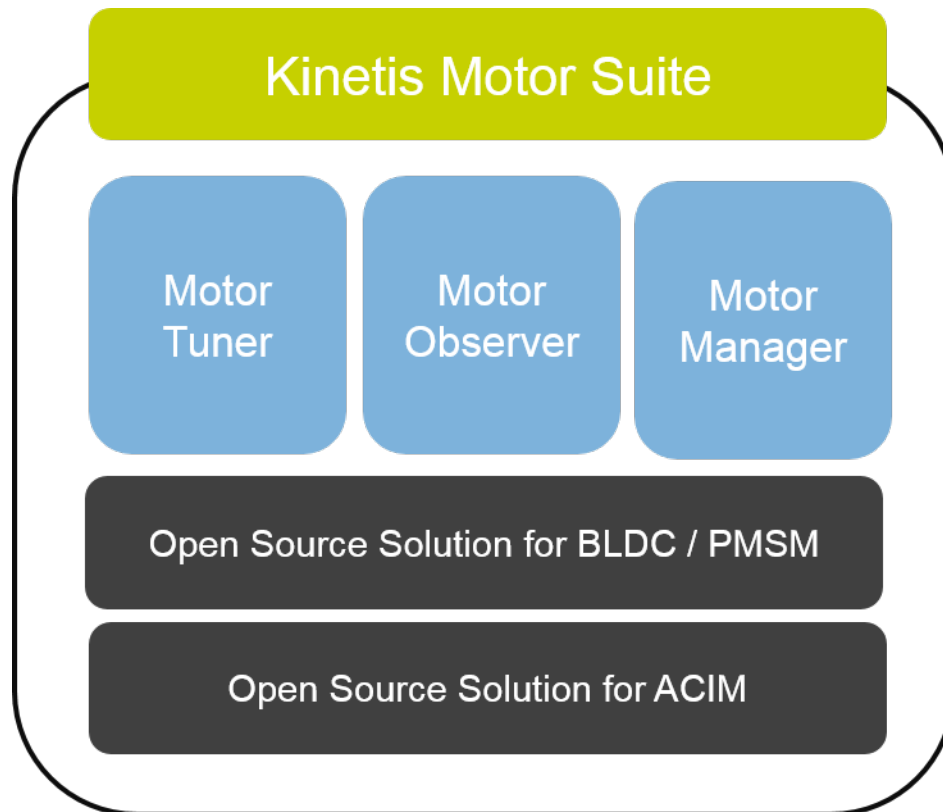 Kinetis Motor Suite
Motor
Tuner
Motor
Observer
Motor
Manager
Open Source Solution for BLDC / PMSM
Open Source Solution for ACIM